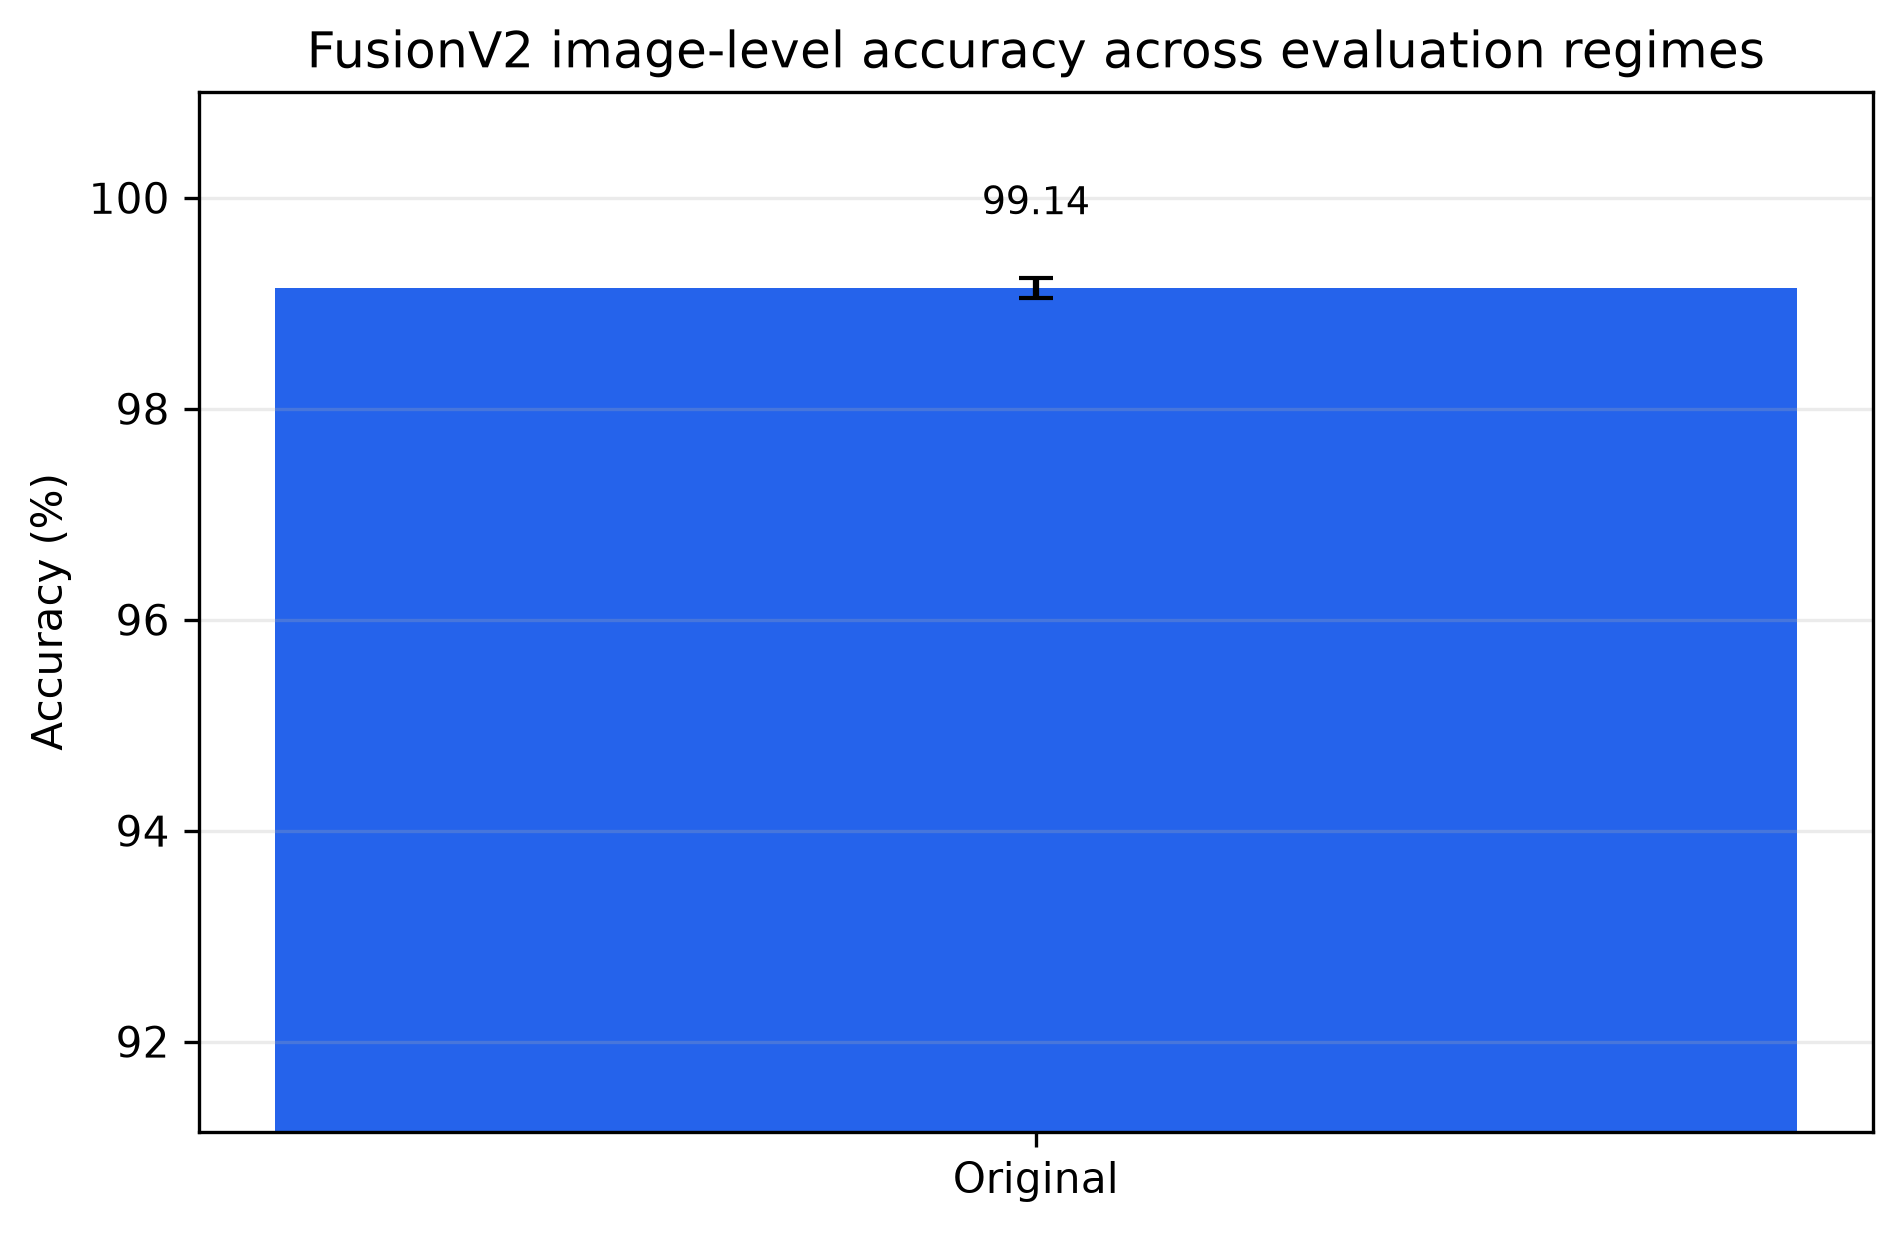 FusionV2 image-level accuracy across evaluation regimes
99.14
100
98
96
94
92
Accuracy (%)
Original